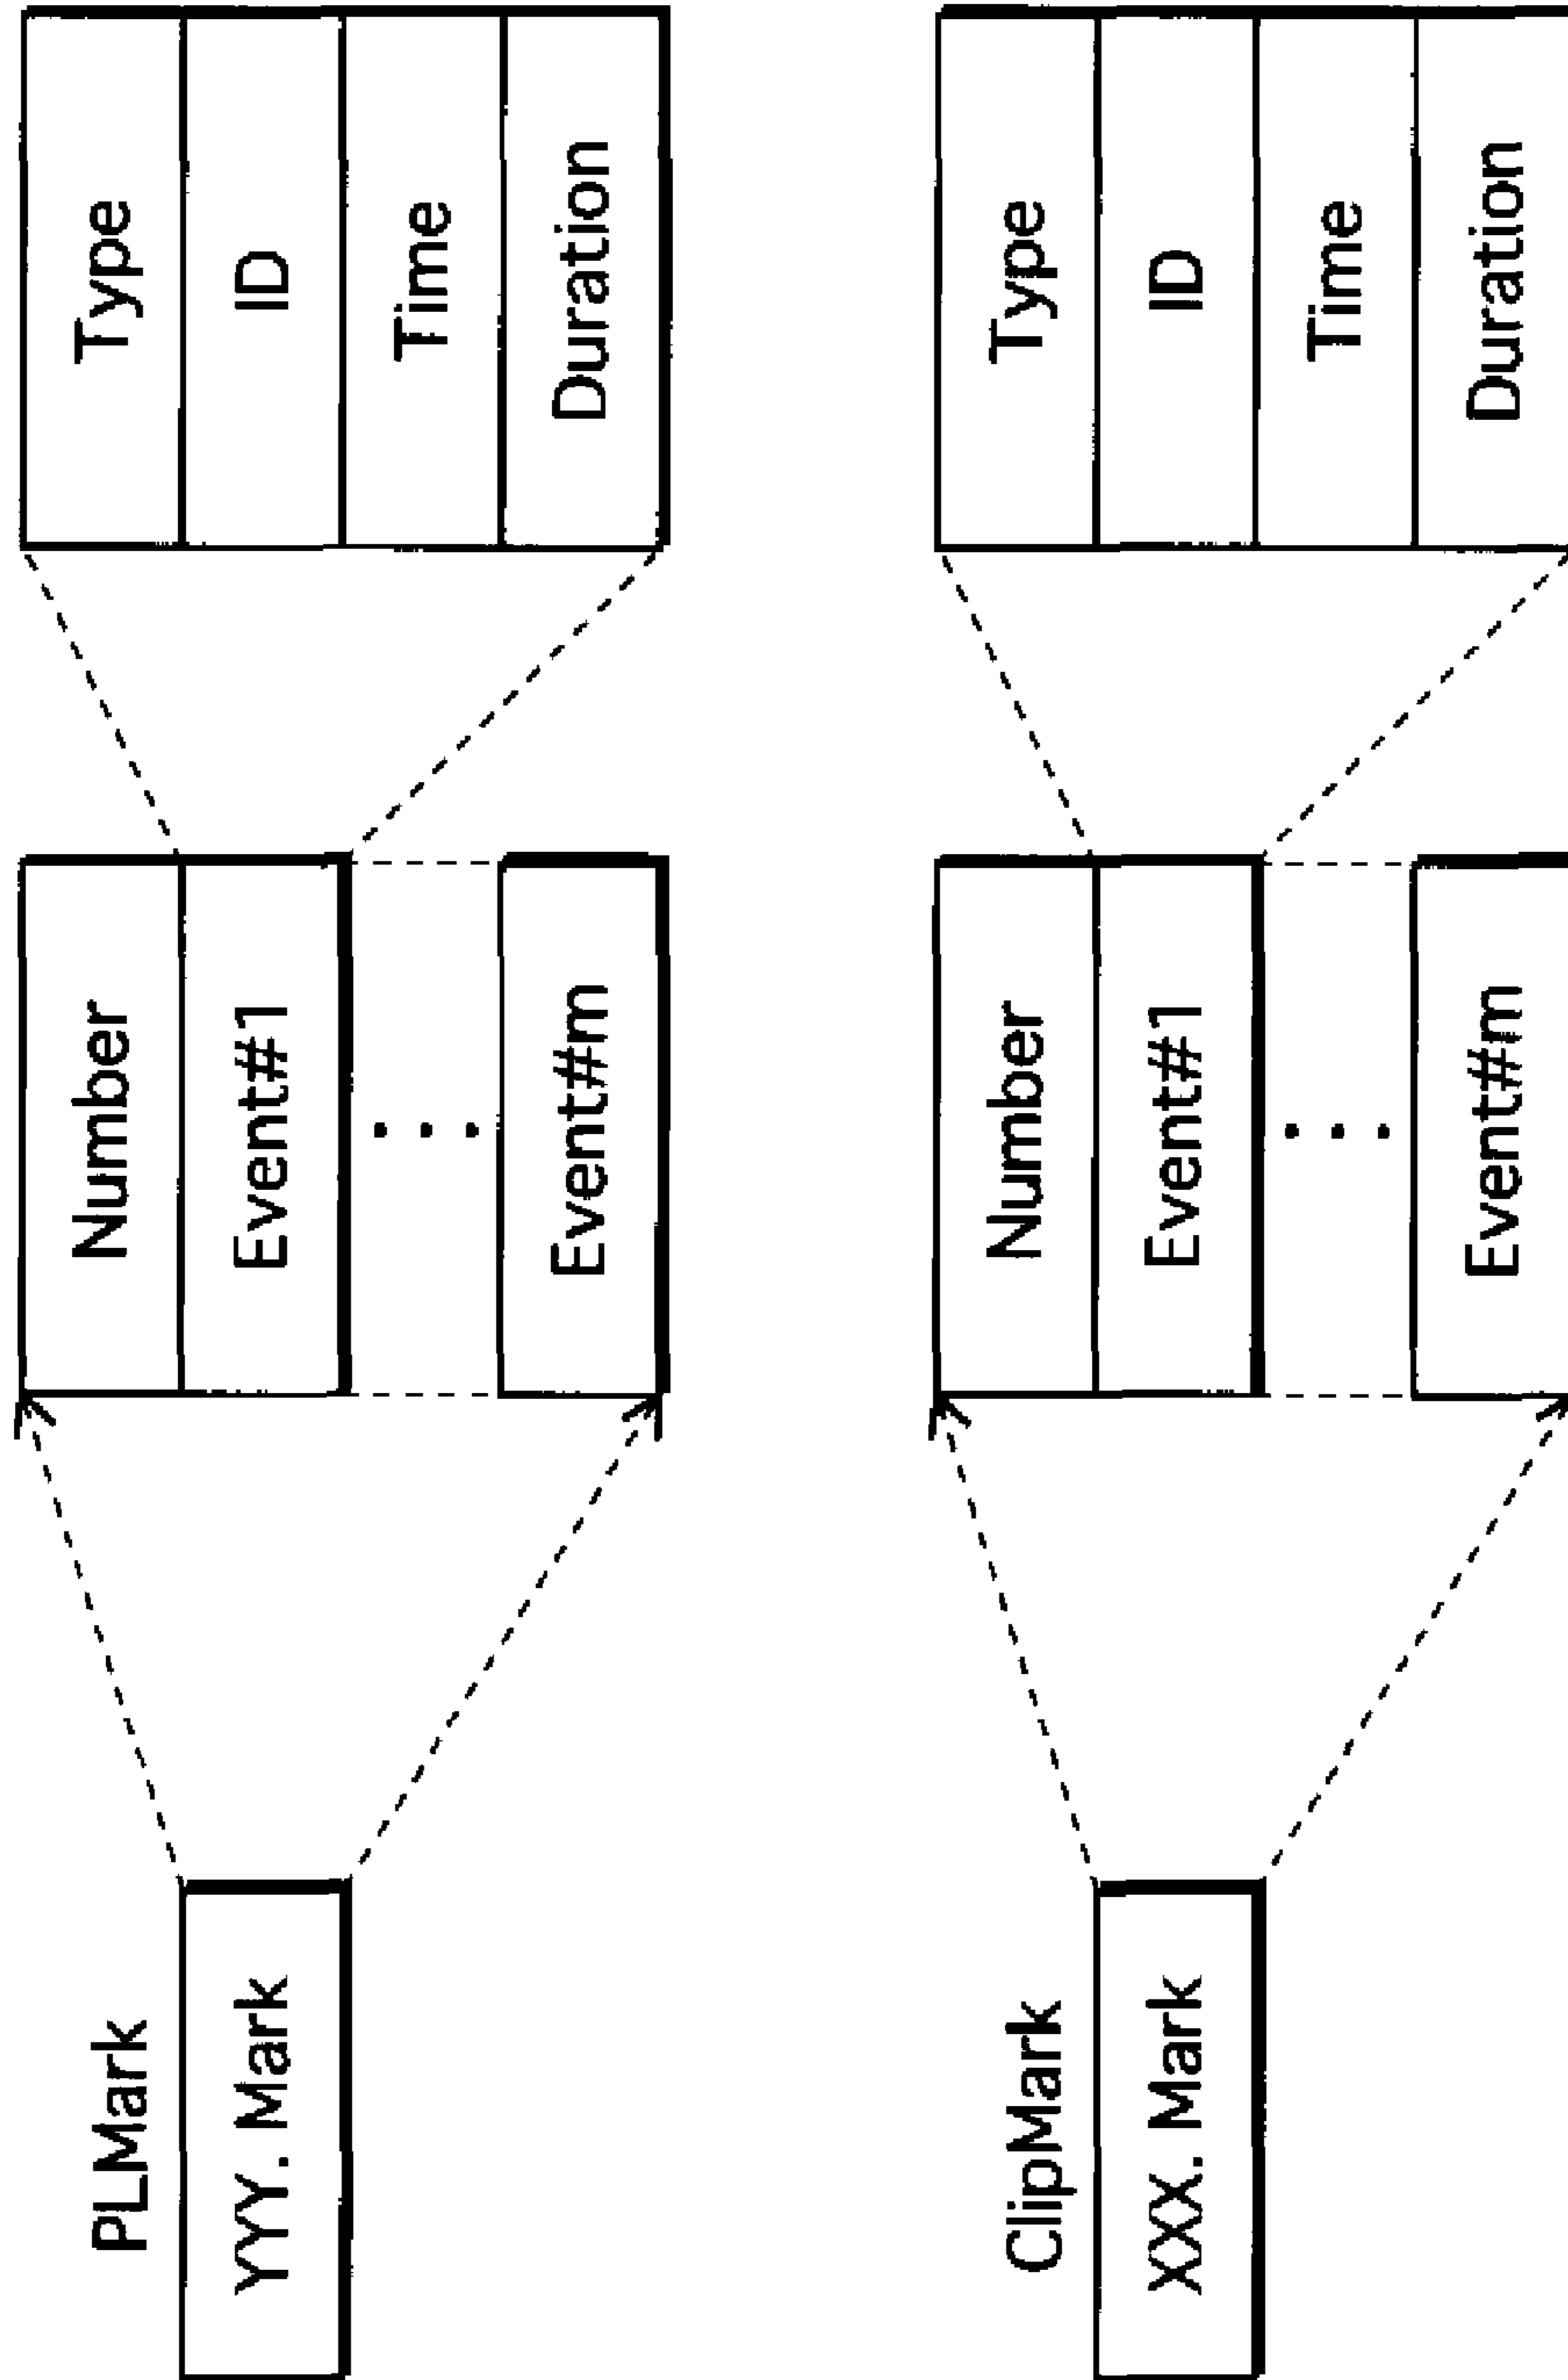 PLMark
YYY. Mark
Number
Event#1
...
Event#m
Type
ID
Time
Duration
ClipMark
XXX. Mark
Number
Event#1
...
Event#m
Type
ID
Time
Duration